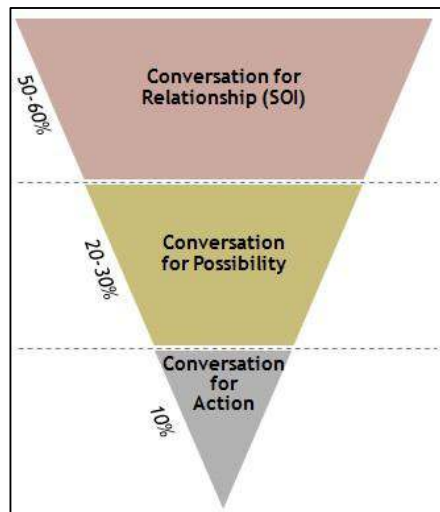 Conversation for
Relationship (SOI)
50-60%
Conversation
for Possibility
20-30%
Conversation
for
Action
10%